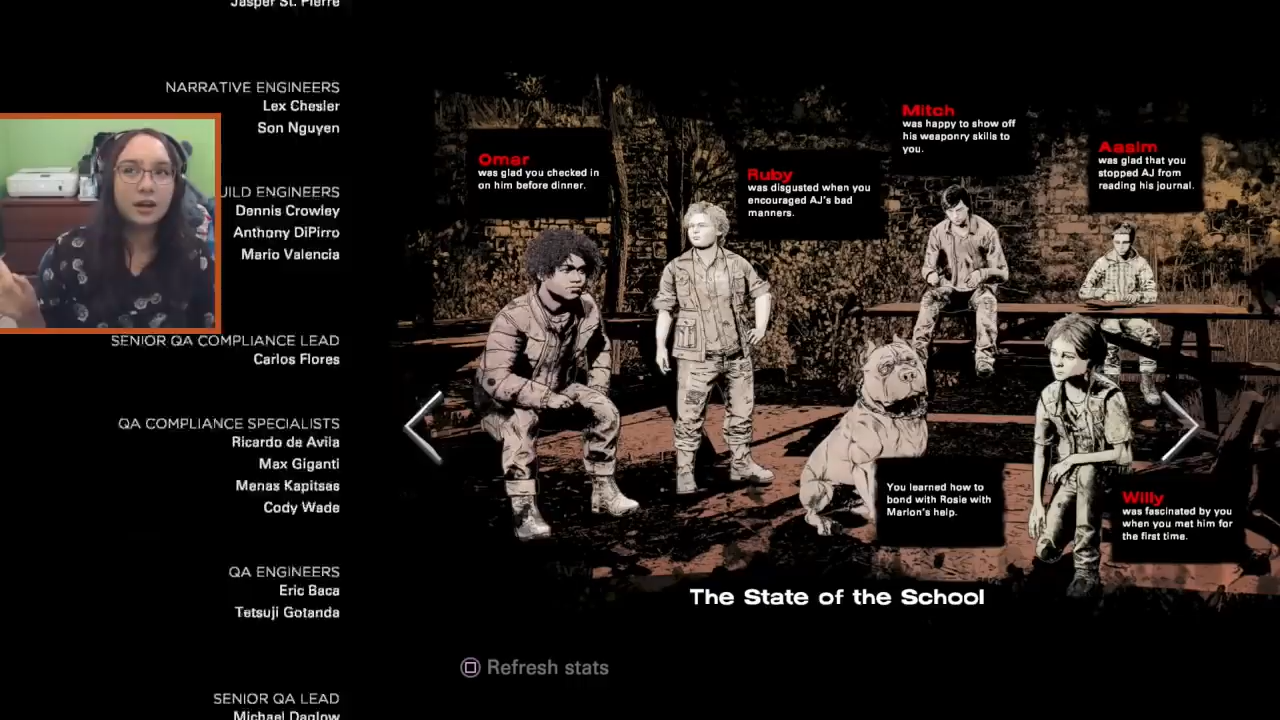 Jasper St. Pierre
NARRATIVE ENGINEERS
Lex Chesler
Son Nguyen
UILD ENGINEERS
Dennis Crowley
Anthony DiPirro
Mario Valencia
SENIOR QA COMPLIANCE LEAD
Carlos Flores
QA COMPLIANCE SPECIALISTS
Ricardo de Avila
Max Giganti
Menas Kapitsas
Cody Wade
QA ENGINEERS
Eric Baca
Tetsuji Gotanda
SENIOR QA LEAD
Michael Daglow
Omar
was glad you checked in
on him before dinner.
Ruby
was disgusted when you
encouraged AJ's bad
manners.
Mitch
was happy to show off
his weaponry skills to
you.
Aasim
was glad that you
stopped AJ from
reading his journal.
You learned how to
bond with Rosie with
Marlon's help.
Willy
was fascinated by you
when you met him for
the first time.
The State of the School
Refresh stats